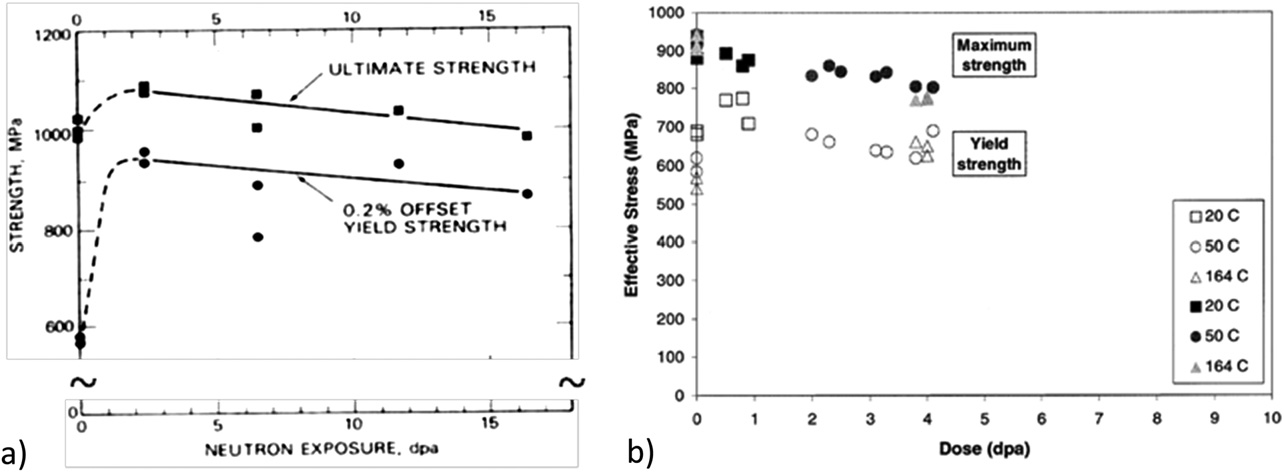 0 5 10 15
1200
1000
800
600
0
STRENGTH, MPa
ULTIMATE STRENGTH
0.2% OFFSET
YIELD STRENGTH
~ ~
0 5 10 15
NEUTRON EXPOSURE, dpa
a)
1000
900
800
700
600
500
400
300
200
100
0
Effective Stress (MPa)
Maximum
strength
Yield
strength
20 C
50 C
164 C
20 C
50 C
164 C
0 1 2 3 4 5 6 7 8 9 10
Dose (dpa)
b)